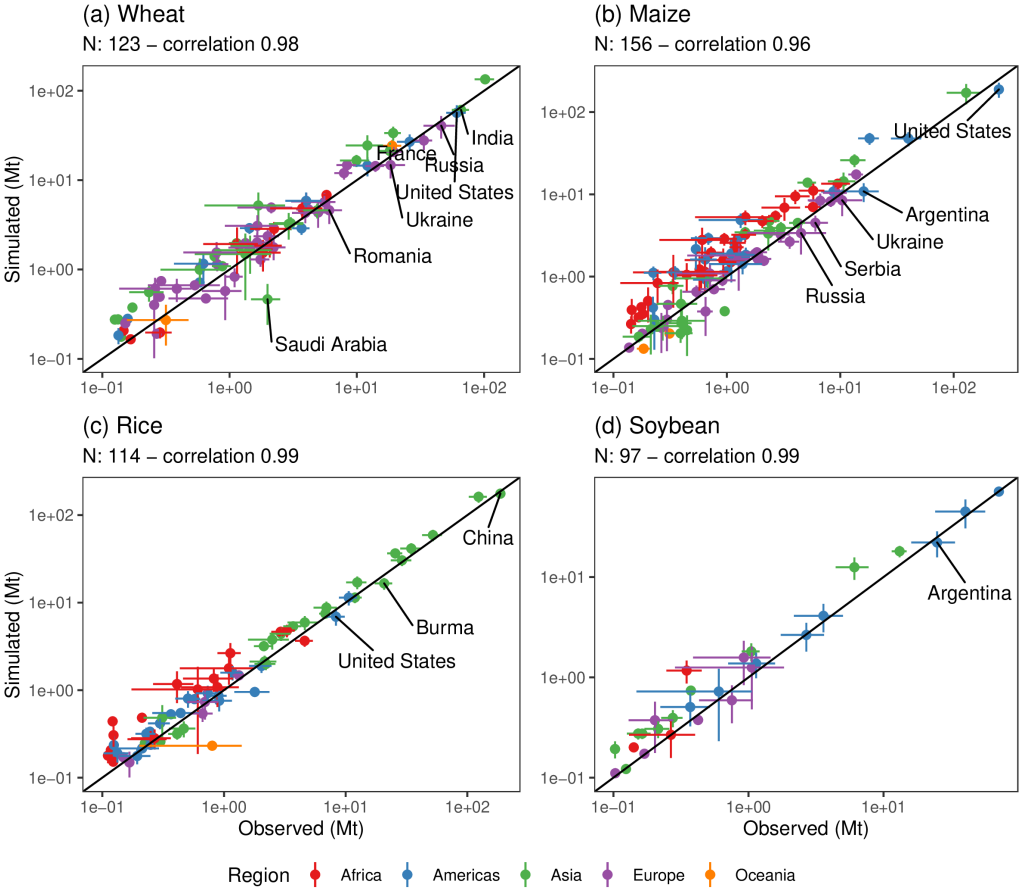 (a) Wheat
N: 123 – correlation 0.98
Simulated (Mt)
1e+02
1e+01
1e+00
1e−01
India
France
Russia
United States
Ukraine
Romania
Saudi Arabia
1e−01 1e+00 1e+01 1e+02
(b) Maize
N: 156 – correlation 0.96
1e+02
1e+01
1e+00
1e−01
United States
Argentina
Ukraine
Serbia
Russia
1e−01 1e+00 1e+01 1e+02
(c) Rice
N: 114 – correlation 0.99
Simulated (Mt)
1e+02
1e+01
1e+00
1e−01
China
Burma
United States
1e−01 1e+00 1e+01 1e+02
Observed (Mt)
(d) Soybean
N: 97 – correlation 0.99
1e+01
1e+00
1e−01
Argentina
1e−01 1e+00 1e+01
Observed (Mt)
Region Africa Americas Asia Europe Oceania